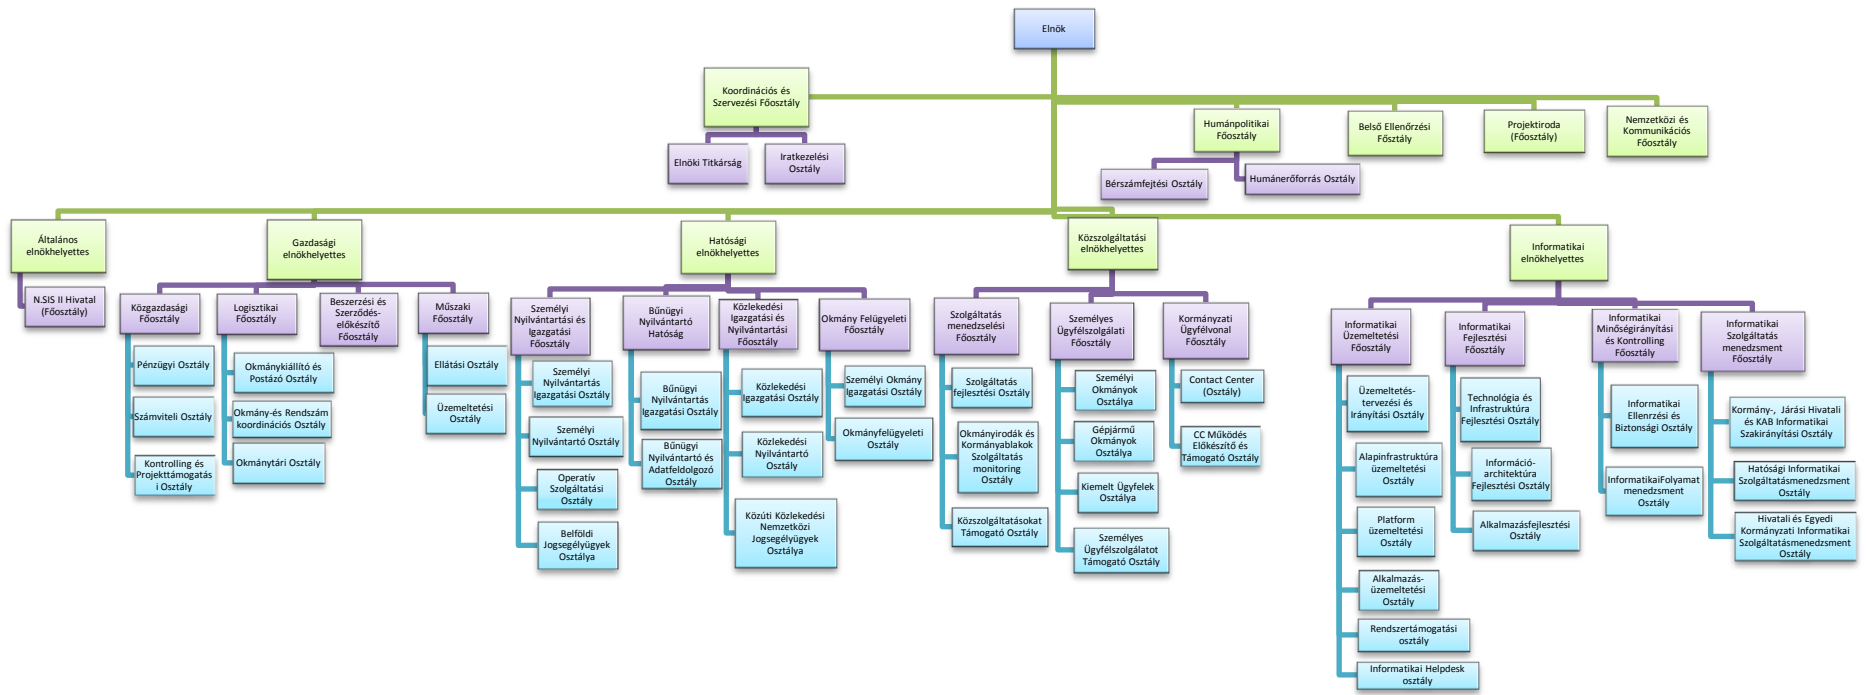 Elnök
Koordinációs és
Szervezési Főosztály
Elnöki Titkárság
Iratkezelési
Osztály
Humánpolitikai
Főosztály
Bérszámfejtési Osztály
Humánerőforrás Osztály
Belső Ellenőrzési
Fősztály
Projektiroda
(Főosztály)
Nemzetközi és
Kommunikációs
Főosztály
Általános
elnökhelyettes
N.SIS II Hivatal
(Főosztály)
Gazdasági
elnökhelyettes
Közgazdasági
Főosztály
Pénzügyi Osztály
Számviteli Osztály
Kontrolling és
Projekttámogatás
i Osztály
Logisztikai
Főosztály
Okmánykiállító és
Postázó Osztály
Okmány-és Rendszám
koordinációs Osztály
Okmánytári Osztály
Beszerzési és
Szerződés-
előkészítő
Főosztály
Műszaki
Főosztály
Ellátási Osztály
Üzemeltetési
Osztály
Hatósági
elnökhelyettes
Személyi
Nyilvántartási és
Igazgatási
Főosztály
Személyi
Nyilvántartás
Igazgatási Osztály
Személyi
Nyilvántartó Osztály
Operatív
Szolgáltatási
Osztály
Belföldi
Jogsegélyügyek
Osztálya
Bűnügyi
Nyilvántartó
Hatóság
Bűnügyi
Nyilvántartás
Igazgatási Osztály
Bűnügyi
Nyilvántartó és
Adatfeldolgozó
Osztály
Közlekedési
Igazgatási és
Nyilvántartási
Főosztály
Közlekedési
Igazgatási Osztály
Közlekedési
Nyilvántartó
Osztály
Közúti Közlekedési
Nemzetközi
Jogsegélyügyek
Osztálya
Okmány Felügyeleti
Főosztály
Személyi Okmány
Igazgatási Osztály
Okmányfelügyeleti
Osztály
Közszolgáltatási
elnökhelyettes
Szolgáltatás
menedzselési
Főosztály
Szolgáltatás
fejlesztési Osztály
Okmányirodák és
Kormányablakok
Szolgáltatás
monitoring
Osztály
Közszolgáltatásokat
Támogató Osztály
Személyes
Ügyfélszolgálati
Főosztály
Személyi
Okmányok
Osztálya
Gépjármű
Okmányok
Osztálya
Kiemelt Ügyfelek
Osztálya
Személyes
Ügyfélszolgálatot
Támogató Osztály
Kormányzati
Ügyfélvonal
Főosztály
Contact Center
(Osztály)
CC Működés
Előkészítő és
Támogató Osztály
Informatikai
elnökhelyettes
Informatikai
Üzemeltetési
Főosztály
Üzemeltetés-
tervezési és
Irányítási Osztály
Alapinfrastruktúra
üzemeltetési
Osztály
Platform
üzemeltetési
Osztály
Alkalmazás-
üzemeltetési
Osztály
Rendszertámogatási
osztály
Informatikai Helpdesk
osztály
Informatikai
Fejlesztési
Főosztály
Technológia és
Infrastruktúra
Fejlesztési Osztály
Információ-
architektúra
Fejlesztési Osztály
Alkalmazásfejlesztési
Osztály
Informatikai
Minőségirányítási
és Kontrolling
Főosztály
Informatikai
Ellenrzési és
Biztonsági Osztály
InformatikaiFolyamat
menedzsment
Osztály
Informatikai
Szolgáltatás
menedzsment
Főosztály
Kormány-, Járási Hivatali
és KAB Informatikai
Szakirányítási Osztály
Hatósági Informatikai
Szolgáltatásmenedzsment
Osztály
Hivatali és Egyedi
Kormányzati Informatikai
Szolgáltatásmenedzsment
Osztály